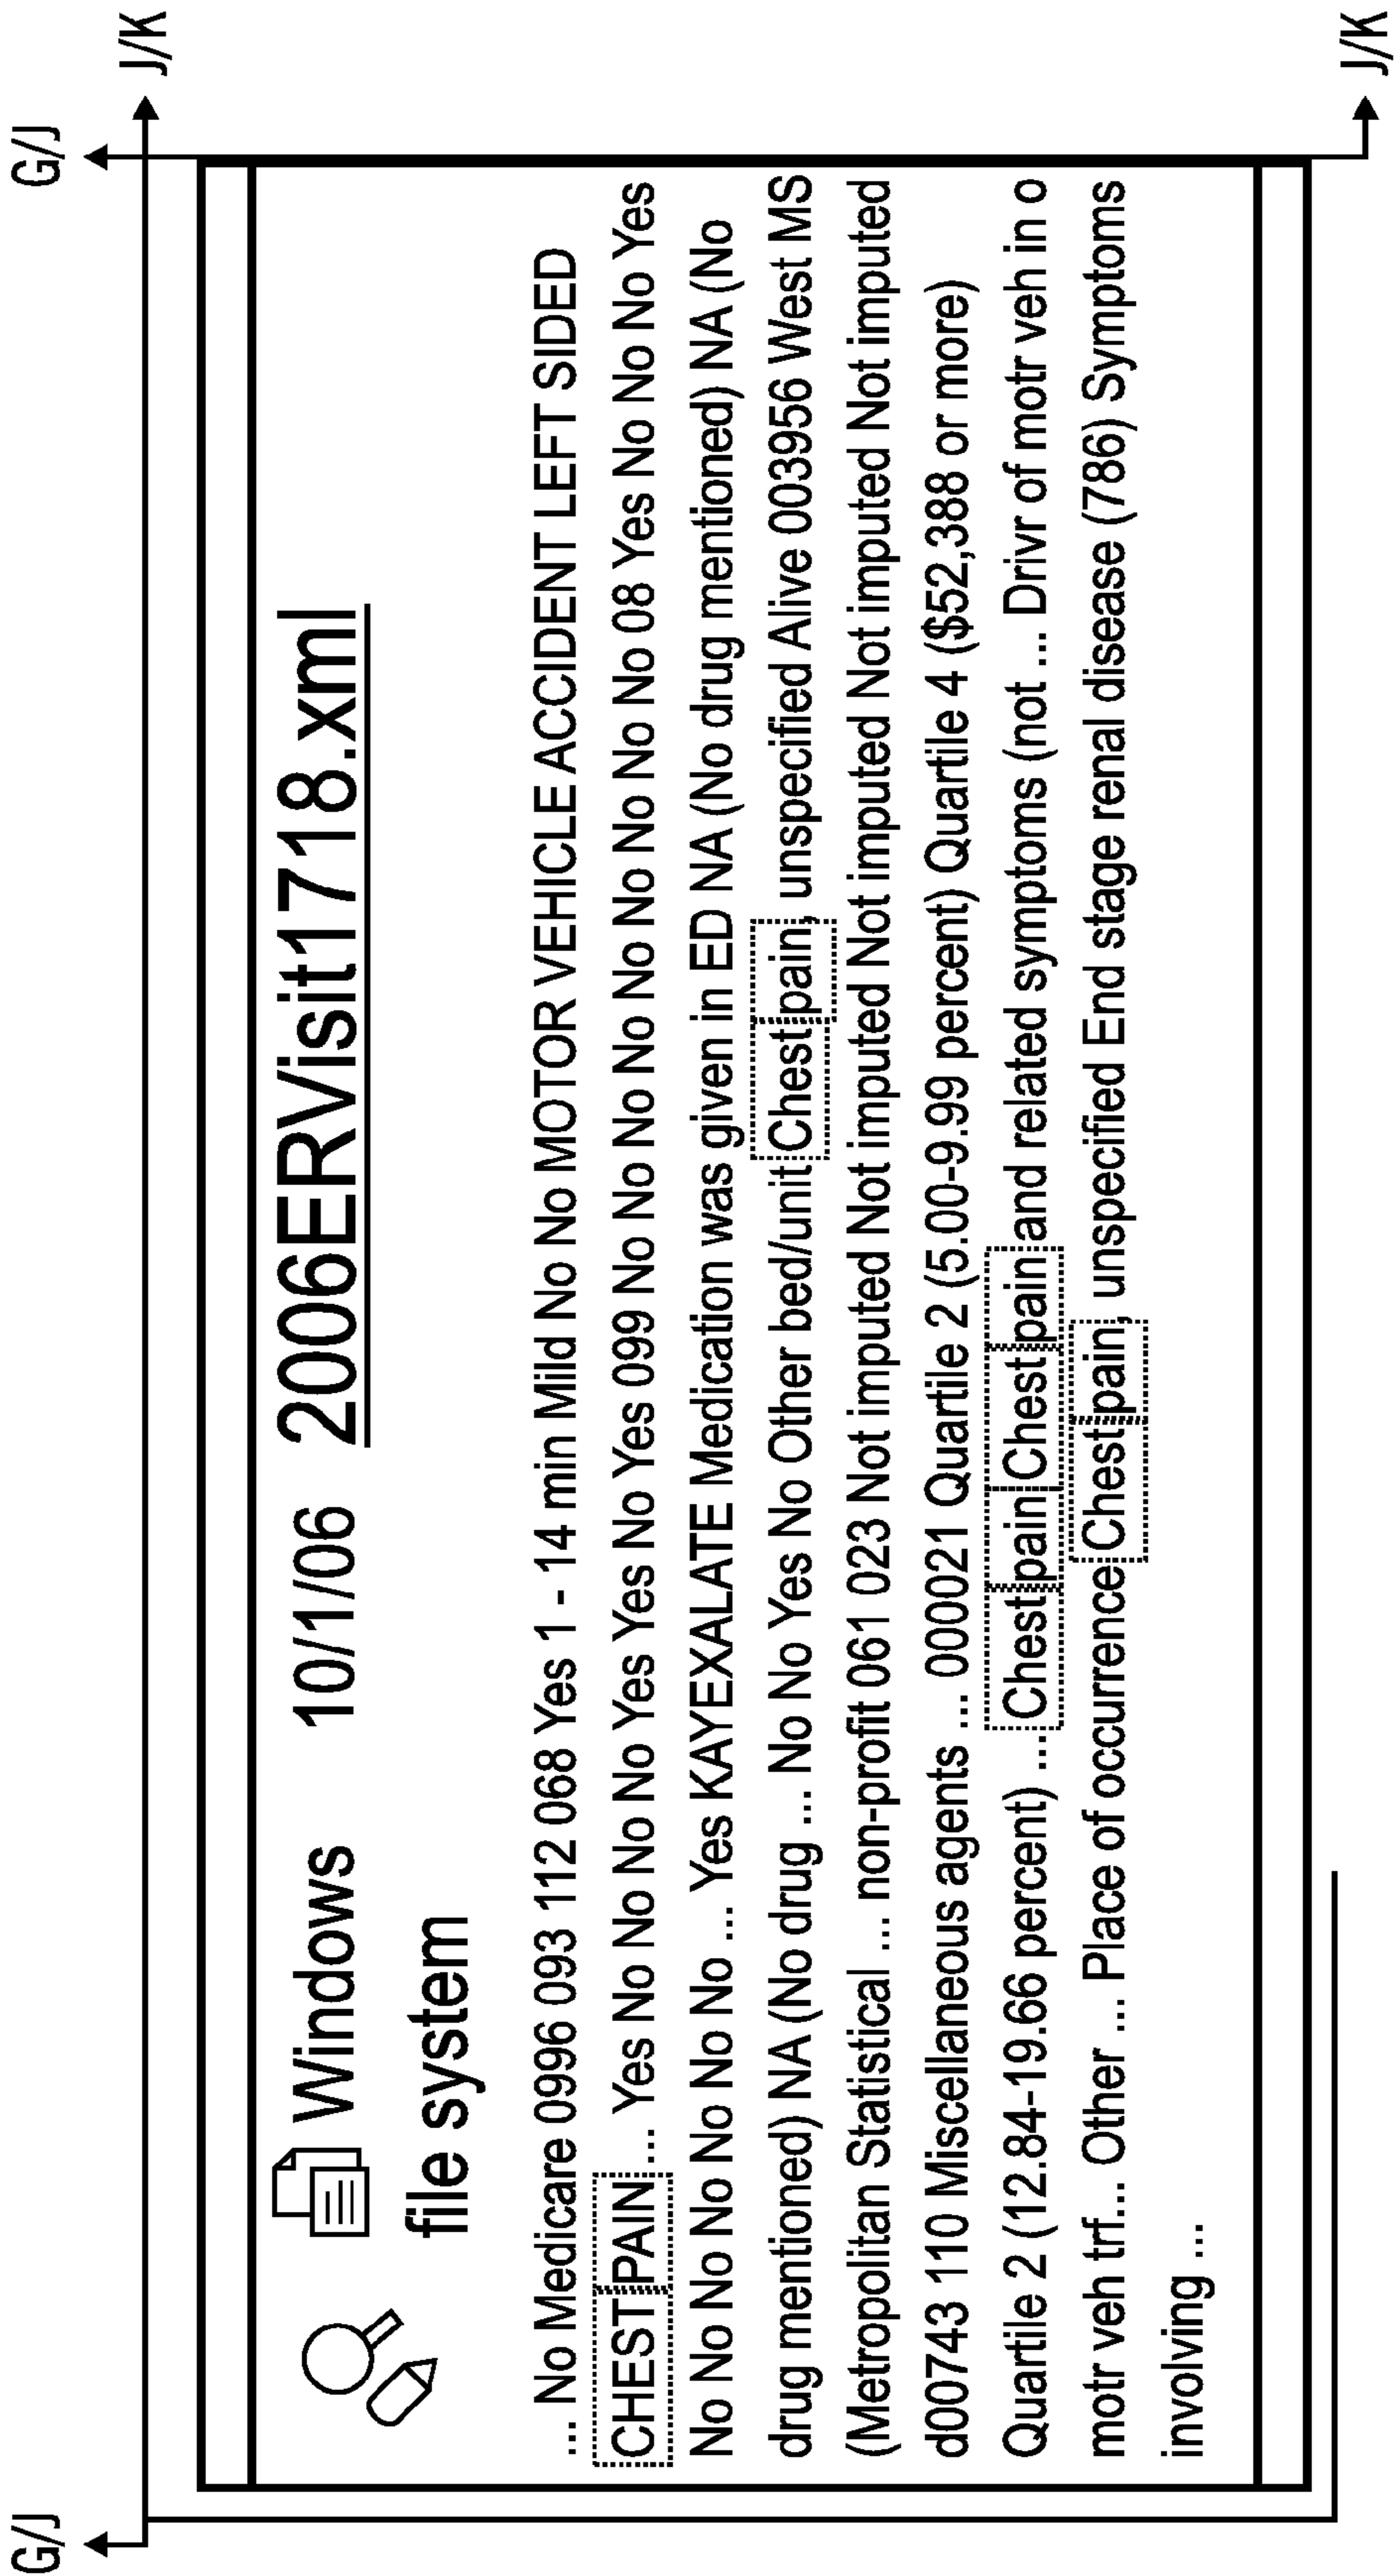 G/J
G/J
J/K
Windows 10/1/06 2006ERVisit1718.xml
file system
... No Medicare 0996 093 112 068 Yes 1 - 14 min Mild No No MOTOR VEHICLE ACCIDENT LEFT SIDED
CHEST PAIN ... Yes No No No No No Yes Yes Yes No Yes 099 No No No No No No No No 08 Yes No No No No Yes
No No No No No No No ... Yes KAYEXALATE Medication was given in ED NA (No drug mentioned) NA (No
drug mentioned) NA (No drug ... No No Yes No Other bed/unit Chest pain, unspecified Alive 003956 West MS
(Metropolitan Statistical ... non-profit 061 023 Not imputed Not imputed Not imputed Not imputed Not imputed
d00743 110 Miscellaneous agents ... 000021 Quartile 2 (5.00-9.99 percent) Quartile 4 ($52,388 or more)
Quartile 2 (12.84-19.66 percent) ... Chest pain Chest pain and related symptoms (not ... Drivr of motr veh in o
motr veh trf... Other ... Place of occurrence Chest pain, unspecified End stage renal disease (786) Symptoms
involving ...
J/K